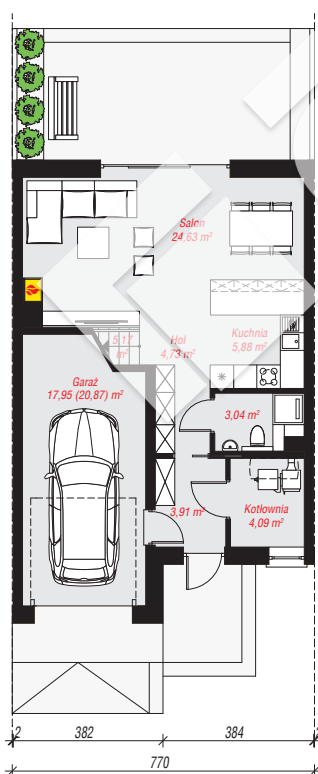 Salon
24,63 m²
5,17
m²
Hol
4,73 m²
Kuchnia
5,88 m²
Garaż
17,95 (20,87) m²
3,04 m²
3,91 m²
Kotłownia
4,09 m²
2 382 384
770